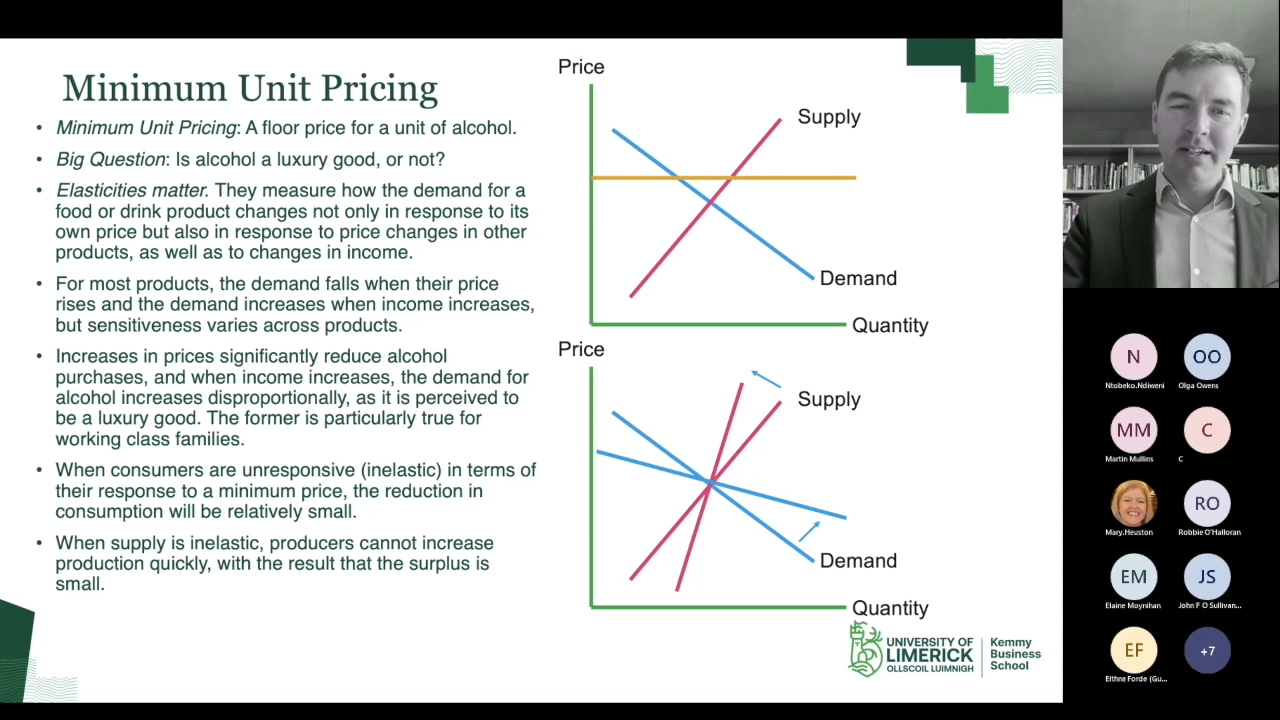 Minimum Unit Pricing
• Minimum Unit Pricing: A floor price for a unit of alcohol.
• Big Question: Is alcohol a luxury good, or not?
• Elasticities matter. They measure how the demand for a
food or drink product changes not only in response to its
own price but also in response to price changes in other
products, as well as to changes in income.
• For most products, the demand falls when their price
rises and the demand increases when income increases,
but sensitiveness varies across products.
• Increases in prices significantly reduce alcohol
purchases, and when income increases, the demand for
alcohol increases disproportionally, as it is perceived to
be a luxury good. The former is particularly true for
working class families.
• When consumers are unresponsive (inelastic) in terms of
their response to a minimum price, the reduction in
consumption will be relatively small.
• When supply is inelastic, producers cannot increase
production quickly, with the result that the surplus is
small.
Price
Supply
Demand
Quantity
Price
Supply
Demand
Quantity
UNIVERSITY OF
LIMERICK
OLLSCOIL LUIMNIGH
Kemmy
Business
School
N
Ntobeko.Ndiweni
OO
Olga Owens
MM
Martin Mullins
C
C
Mary.Heuston
RO
Robbie O'Halloran
EM
Elaine Moynihan
JS
John F O Sullivan...
EF
Eithne Forde (Gu...
+7